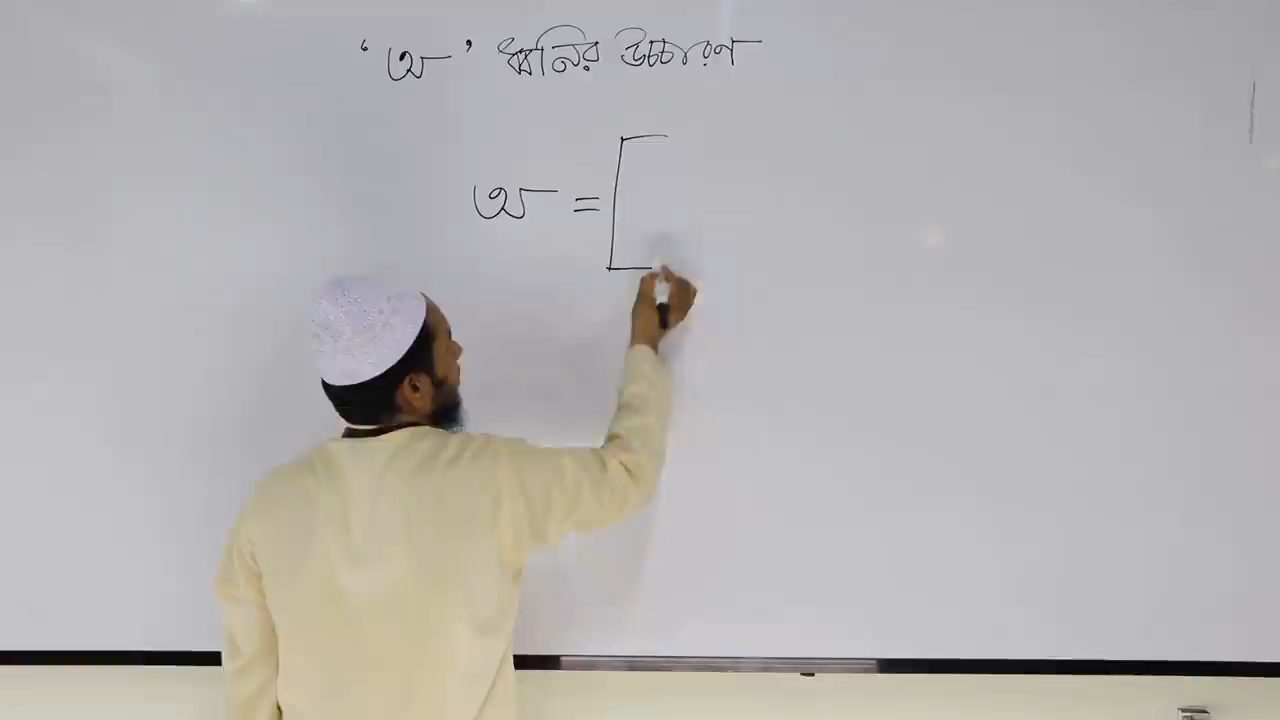 ‘অ’ ধ্বনির উচ্চারণ
অ = [